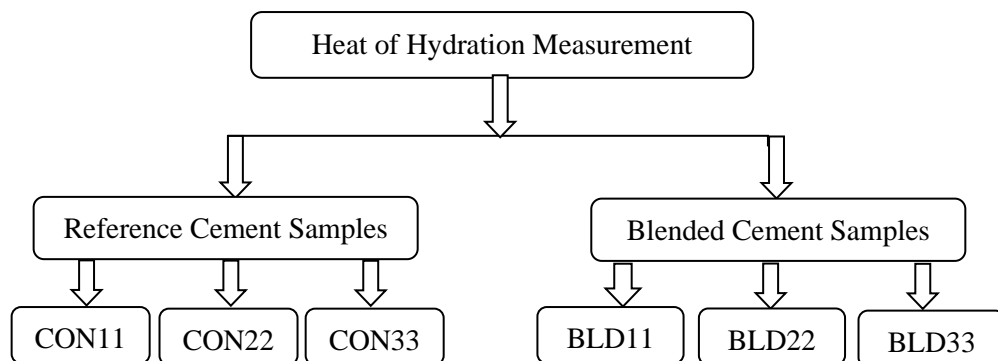 Heat of Hydration Measurement
Reference Cement Samples
Blended Cement Samples
CON11
CON22
CON33
BLD11
BLD22
BLD33